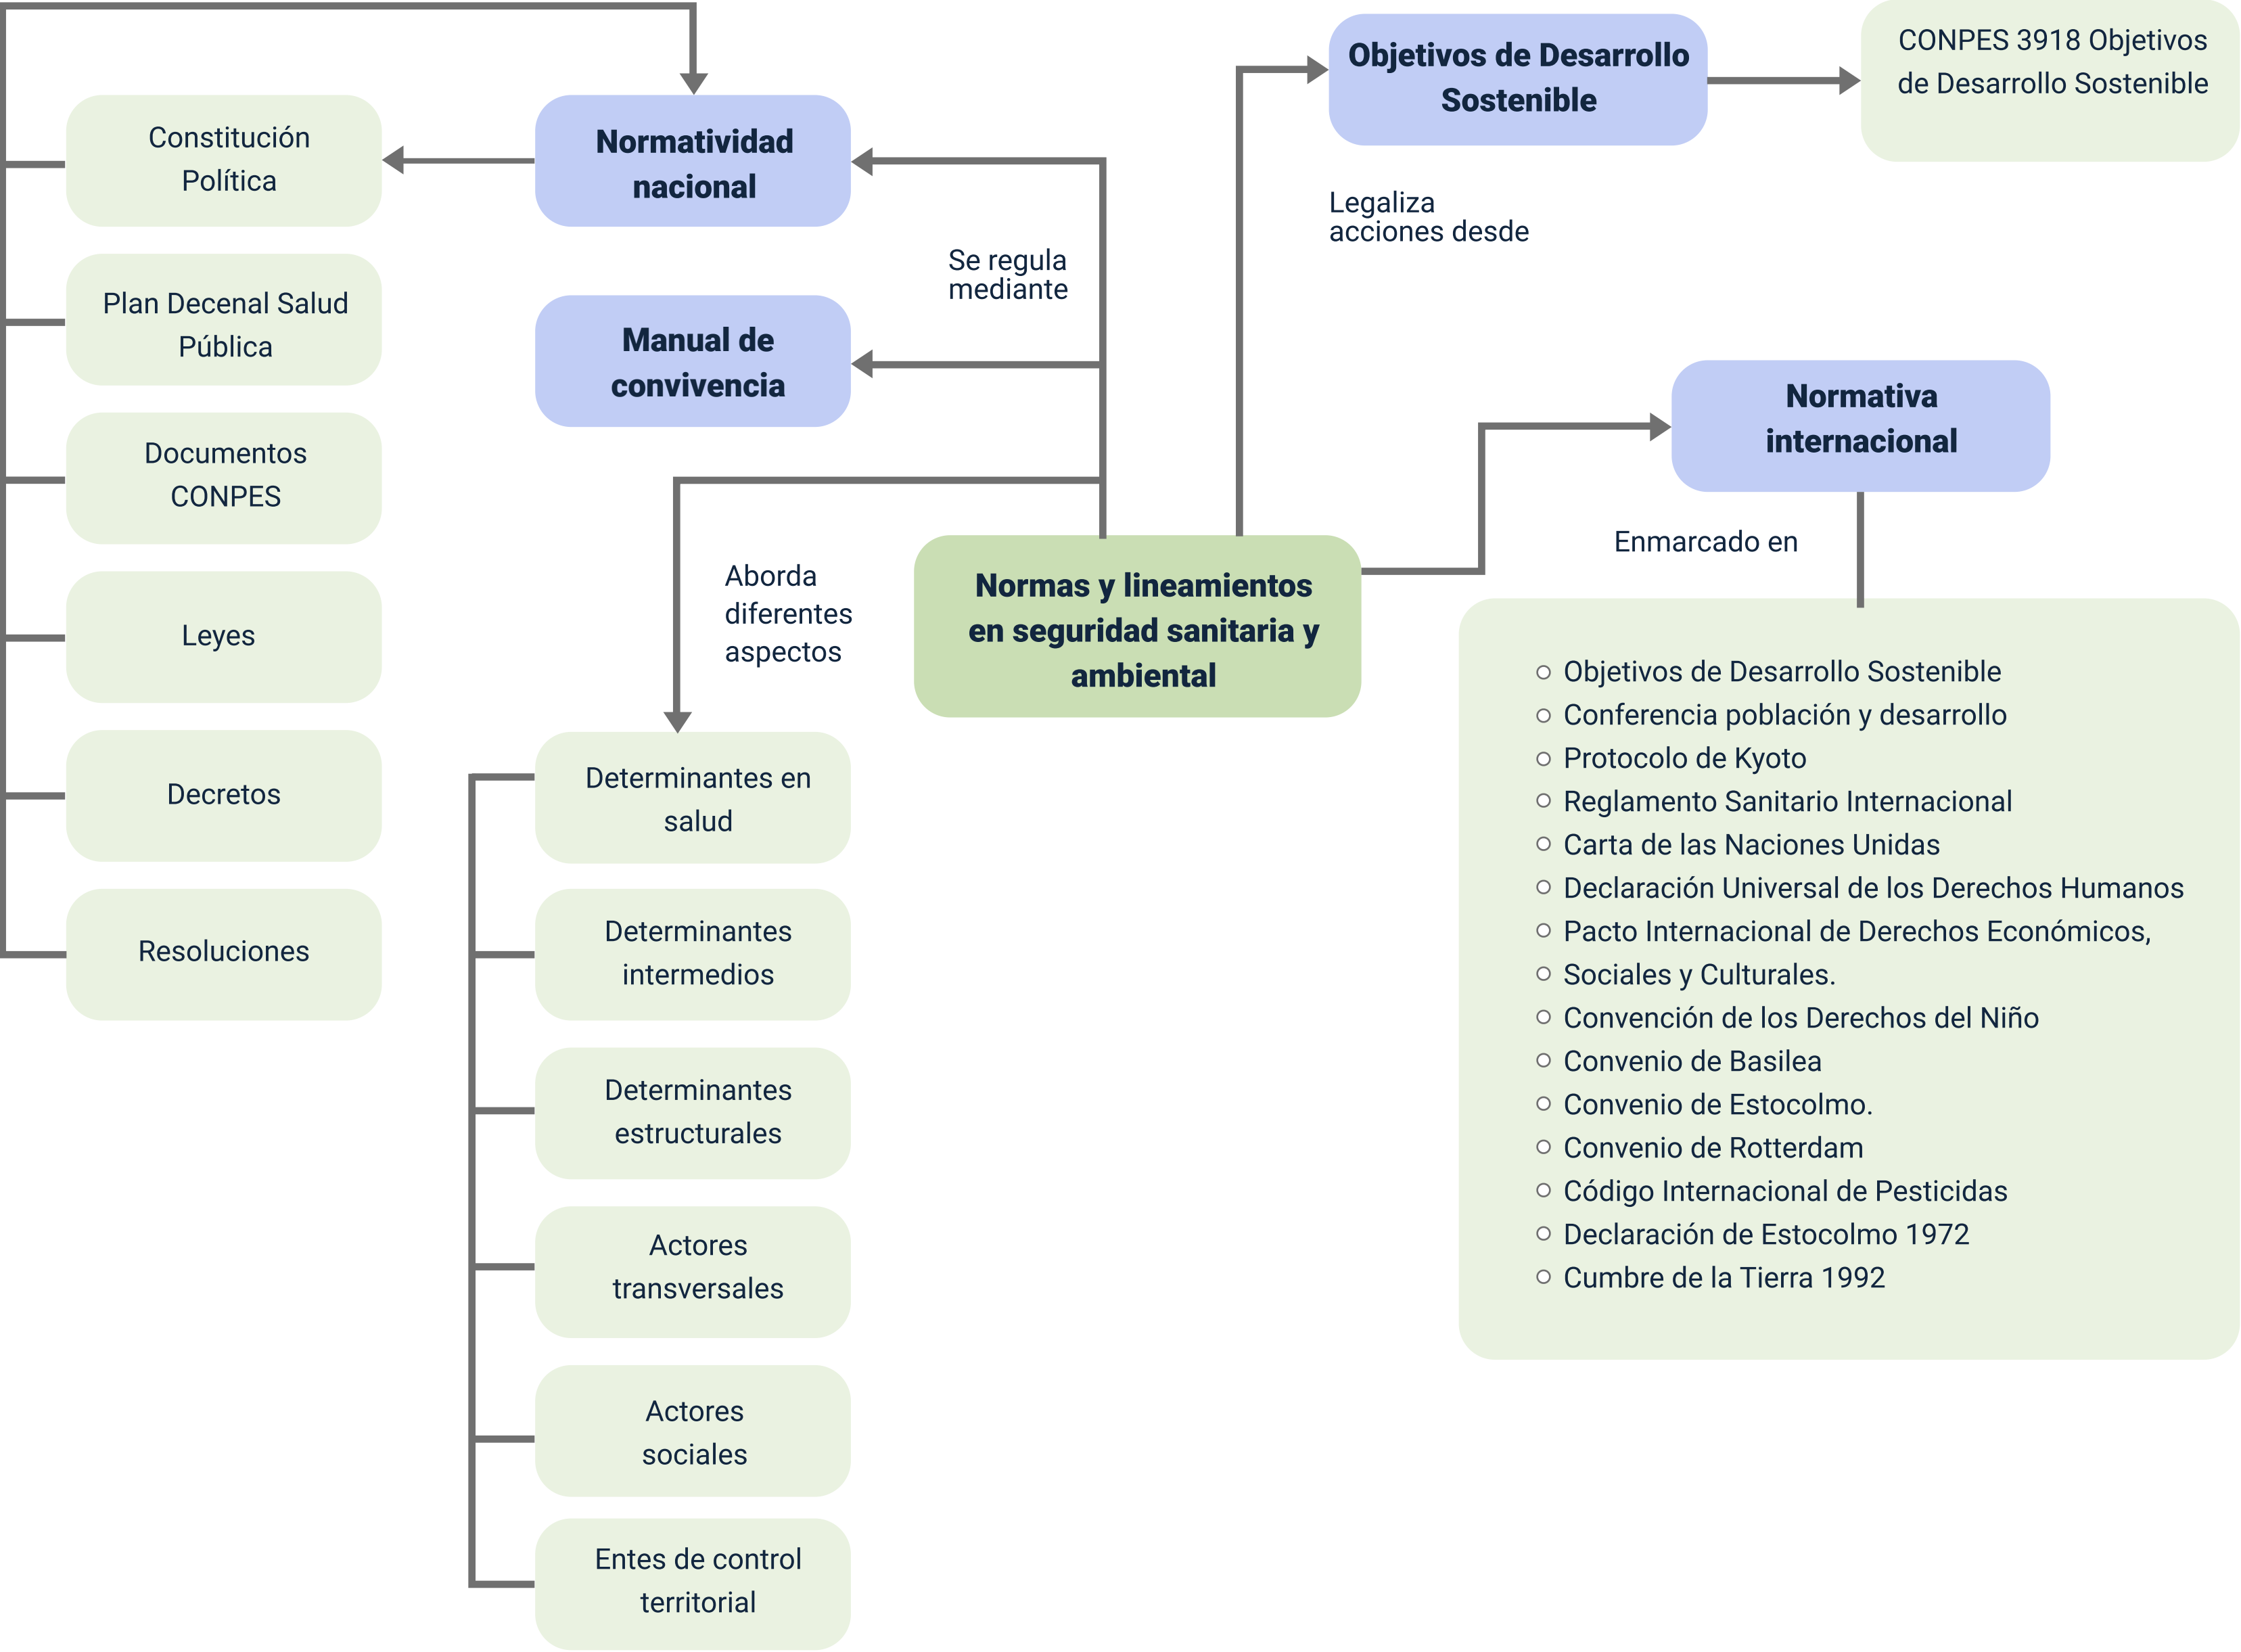 Objetivos de Desarrollo
Sostenible
CONPES 3918 Objetivos
de Desarrollo Sostenible
Constitución
Política
Normatividad
nacional
Legaliza
acciones desde
Se regula
mediante
Plan Decenal Salud
Pública
Manual de
convivencia
Normativa
internacional
Documentos
CONPES
Enmarcado en
Aborda
diferentes
aspectos
Normas y lineamientos
en seguridad sanitaria y
ambiental
Leyes
Decretos
Resoluciones
Determinantes en
salud
Determinantes
intermedios
Determinantes
estructurales
Actores
transversales
Actores
sociales
Entes de control
territorial
Objetivos de Desarrollo Sostenible
Conferencia población y desarrollo
Protocolo de Kyoto
Reglamento Sanitario Internacional
Carta de las Naciones Unidas
Declaración Universal de los Derechos Humanos
Pacto Internacional de Derechos Económicos,
Sociales y Culturales.
Convención de los Derechos del Niño
Convenio de Basilea
Convenio de Estocolmo.
Convenio de Rotterdam
Código Internacional de Pesticidas
Declaración de Estocolmo 1972
Cumbre de la Tierra 1992